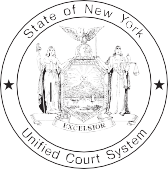 State of New York
EXCELSIOR
Unified Court System